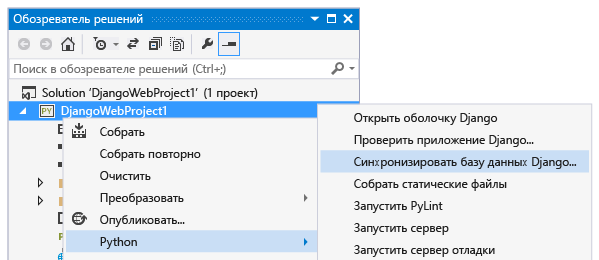 Обозреватель решений
Поиск в обозревателе решений (Ctrl+;)
Solution 'DjangoWebProject1' (1 проект)
DjangoWebProject1
Собрать
Собрать повторно
Очистить
Преобразовать
Опубликовать...
Python
Открыть оболочку Django
Проверить приложение Django...
Синхронизировать базу данных Django...
Собрать статические файлы
Запустить PyLint
Запустить сервер
Запустить сервер отладки